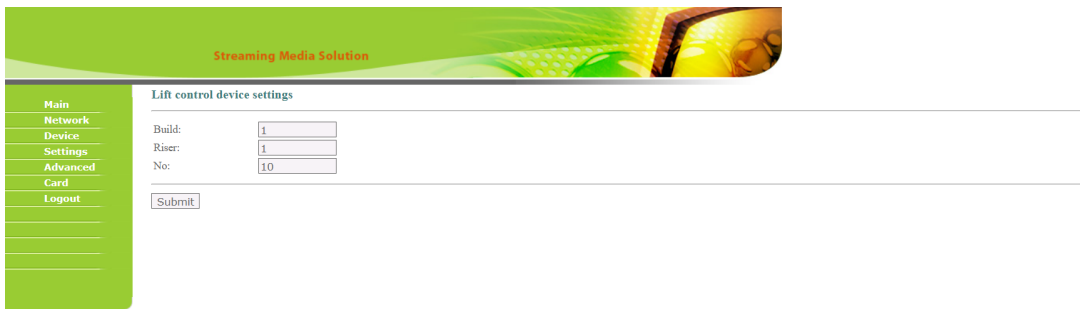 Streaming Media Solution
Main
Network
Device
Settings
Advanced
Card
Logout
Lift control device settings
Build: 1
Riser: 1
No: 10
Submit